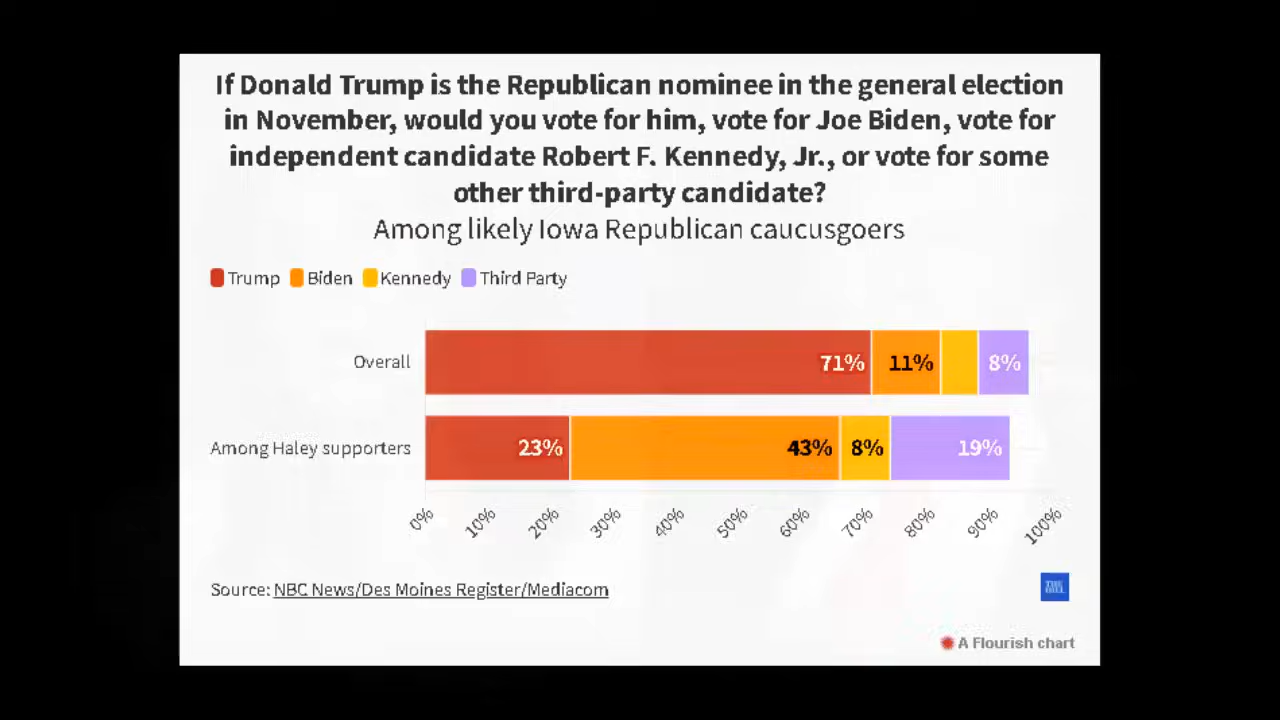 If Donald Trump is the Republican nominee in the general election
in November, would you vote for him, vote for Joe Biden, vote for
independent candidate Robert F. Kennedy, Jr., or vote for some
other third-party candidate?
Among likely Iowa Republican caucusgoers
Trump Biden Kennedy Third Party
Overall 71% 11% 8%
Among Haley supporters 23% 43% 8% 19%
0% 10% 20% 30% 40% 50% 60% 70% 80% 90% 100%
Source: NBC News/Des Moines Register/Mediacom
A Flourish chart